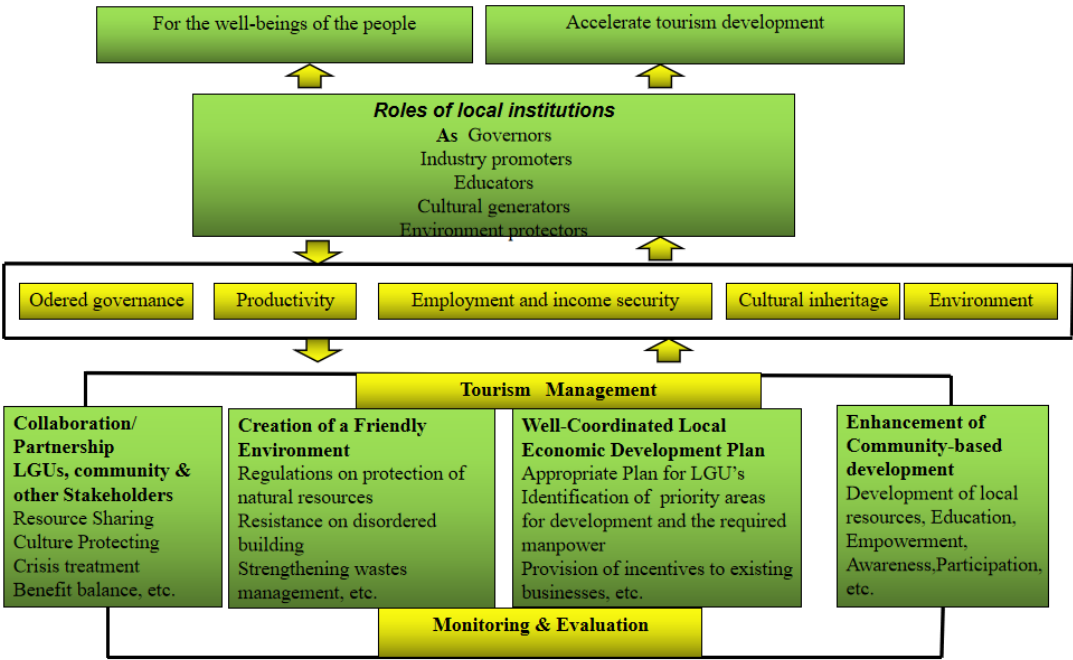 For the well-beings of the people
Accelerate tourism development
Roles of local institutions
As Governors
Industry promoters
Educators
Cultural generators
Environment protectors
Odered governance
Productivity
Employment and income security
Cultural inheritage
Environment
Tourism Management
Collaboration/
Partnership
LGUs, community &
other Stakeholders
Resource Sharing
Culture Protecting
Crisis treatment
Benefit balance, etc.
Creation of a Friendly
Environment
Regulations on protection of
natural resources
Resistance on disordered
building
Strengthening wastes
management, etc.
Well-Coordinated Local
Economic Development Plan
Appropriate Plan for LGU's
Identification of priority areas
for development and the required
manpower
Provision of incentives to existing
businesses, etc.
Enhancement of
Community-based
development
Development of local
resources, Education,
Empowerment,
Awareness,Participation,
etc.
Monitoring & Evaluation